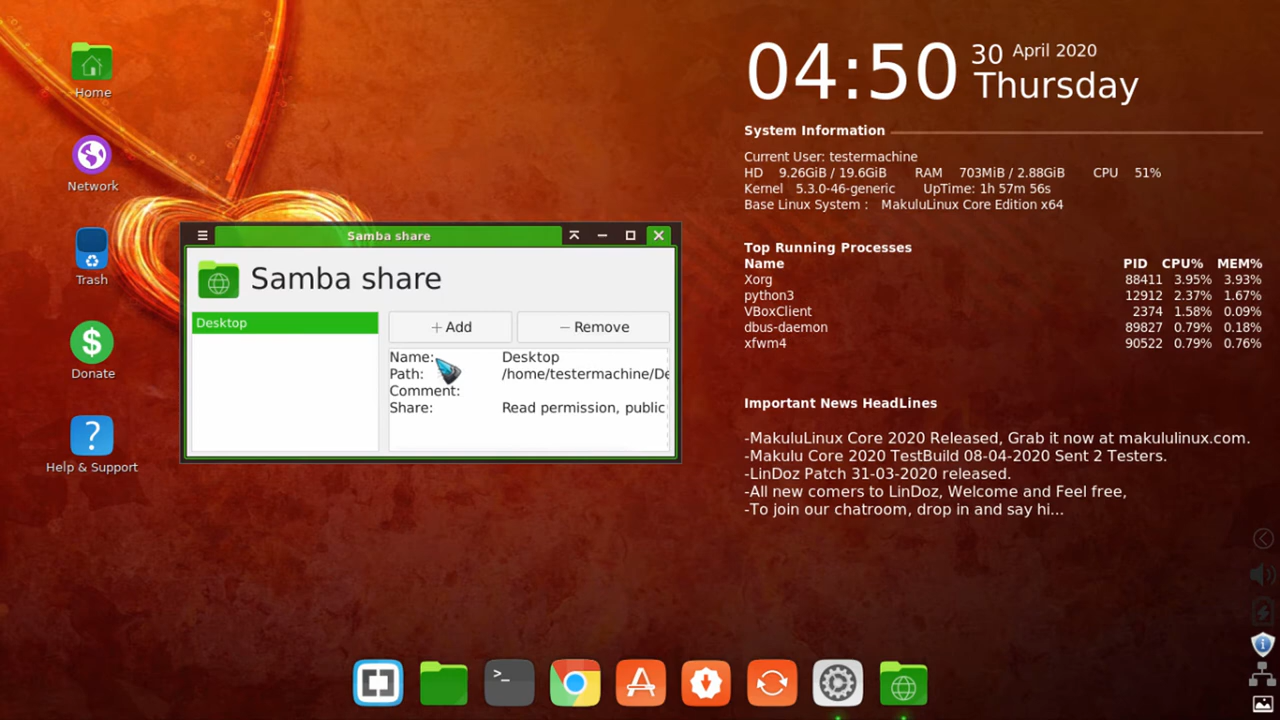 Home
Network
Trash
$
Donate
?
Help & Support
Samba share
Samba share
Desktop
+ Add
− Remove
Name: Desktop
Path: /home/testermachine/De
Comment:
Share: Read permission, public
04:50 30 April 2020
Thursday
System Information
Current User: testermachine
HD 9.26GiB / 19.6GiB RAM 703MiB / 2.88GiB CPU 51%
Kernel 5.3.0-46-generic UpTime: 1h 57m 56s
Base Linux System : MakuluLinux Core Edition x64
Top Running Processes
Name PID CPU% MEM%
Xorg 88411 3.95% 3.93%
python3 12912 2.37% 1.67%
VBoxClient 2374 1.58% 0.09%
dbus-daemon 89827 0.79% 0.18%
xfwm4 90522 0.79% 0.76%
Important News HeadLines
-MakuluLinux Core 2020 Released, Grab it now at makululinux.com.
-Makulu Core 2020 TestBuild 08-04-2020 Sent 2 Testers.
-LinDoz Patch 31-03-2020 released.
-All new comers to LinDoz, Welcome and Feel free,
-To join our chatroom, drop in and say hi...
>_